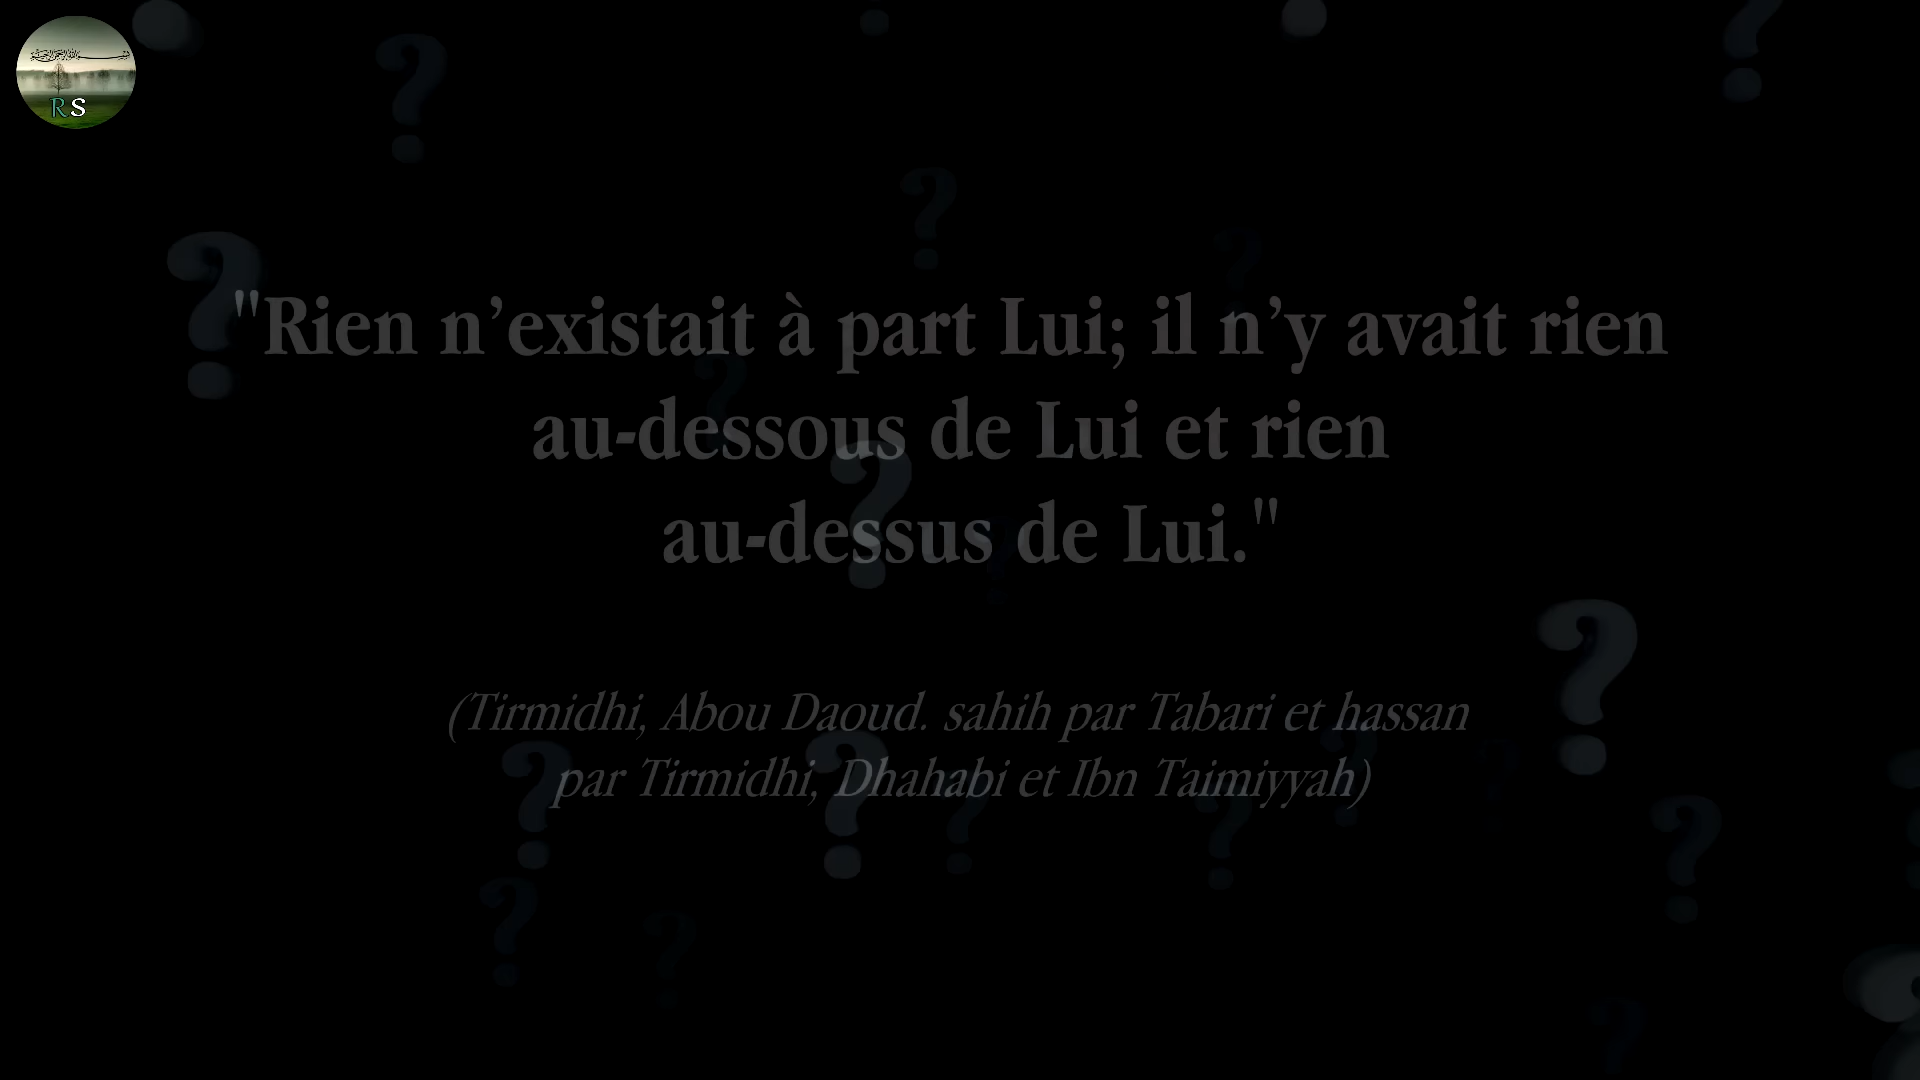 RS
"Rien n’existait à part Lui; il n’y avait rien
au-dessous de Lui et rien
au-dessus de Lui."
(Tirmidhi, Abou Daoud. sahih par Tabari et hassan
par Tirmidhi, Dhahabi et Ibn Taimiyyah)